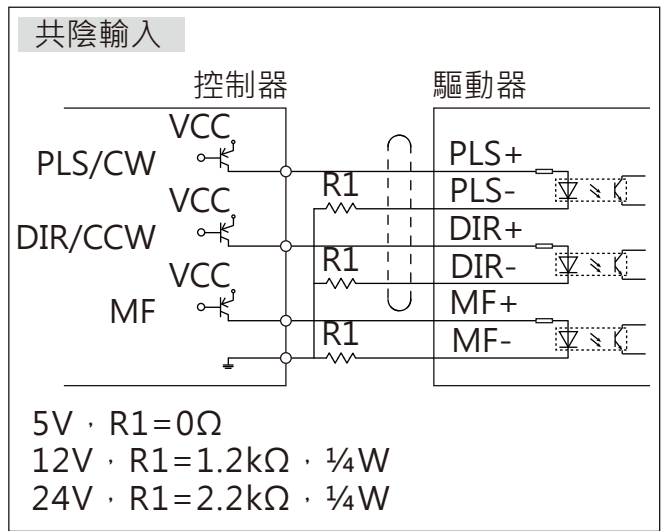 共陰輸入
控制器
驅動器
VCC
PLS/CW
PLS+
R1
PLS-
VCC
DIR/CCW
DIR+
R1
DIR-
VCC
MF
MF+
R1
MF-
5V，R1=0Ω
12V，R1=1.2kΩ，¼W
24V，R1=2.2kΩ，¼W